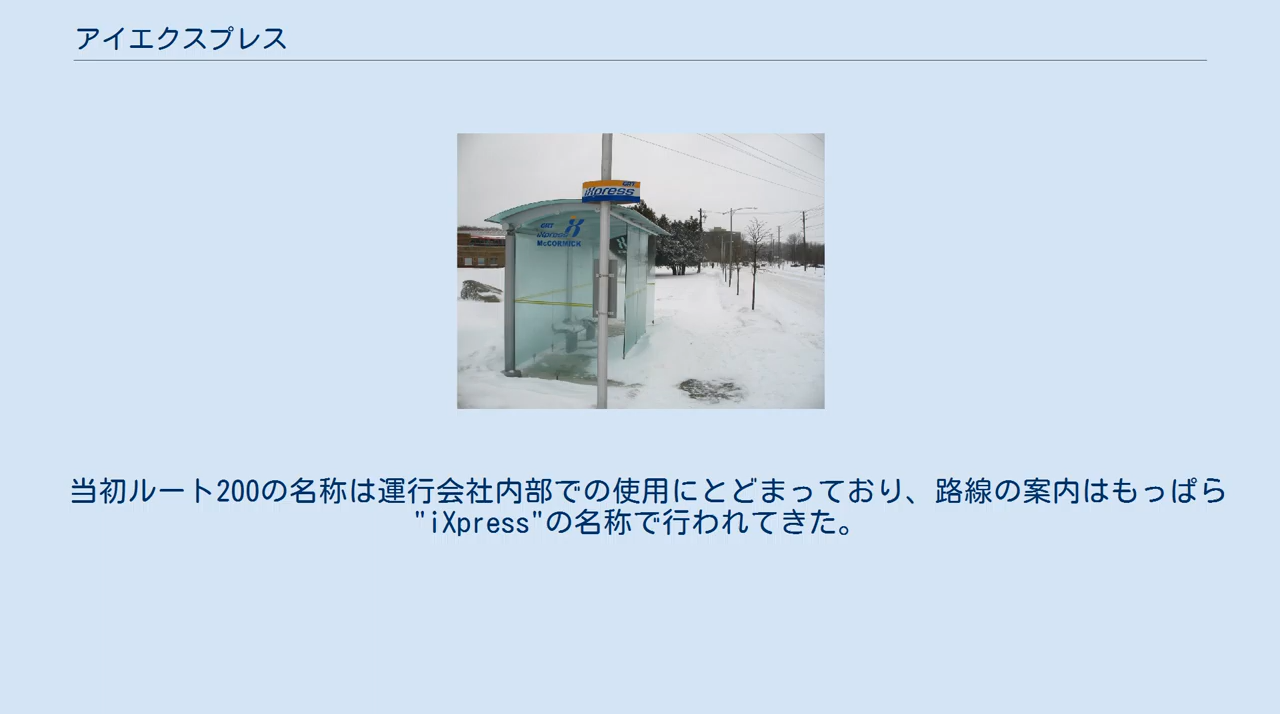 アイエクスプレス
GRT
iXpress
GRT
iXpress
McCORMICK
当初ルート200の名称は運行会社内部での使用にとどまっており、路線の案内はもっぱら
"iXpress"の名称で行われてきた。